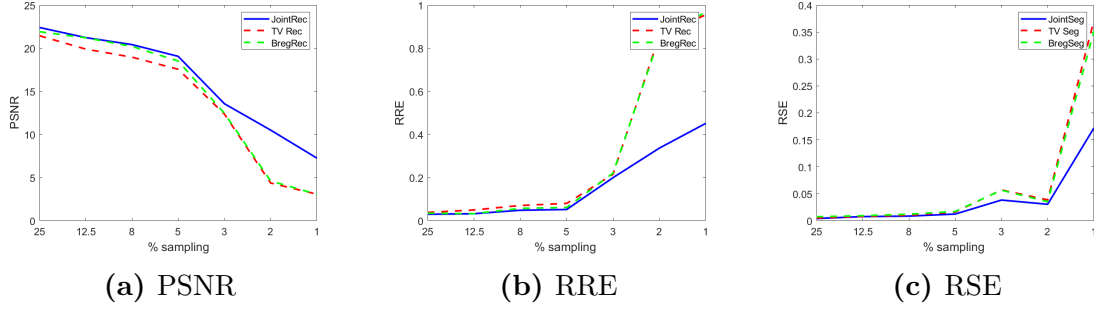 25
20
15
10
5
0
PSNR
25 12.5 8 5 3 2 1
% sampling
JointRec
TV Rec
BregRec
(a) PSNR
1
0.8
0.6
0.4
0.2
0
RRE
25 12.5 8 5 3 2 1
% sampling
JointRec
TV Rec
BregRec
(b) RRE
0.4
0.35
0.3
0.25
0.2
0.15
0.1
0.05
0
RSE
25 12.5 8 5 3 2 1
% sampling
JointSeg
TV Seg
BregSeg
(c) RSE